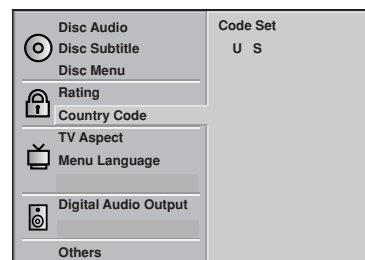 Disc Audio
Disc Subtitle
Disc Menu
Rating
Country Code
TV Aspect
Menu Language
Digital Audio Output
Others
Code Set
U S